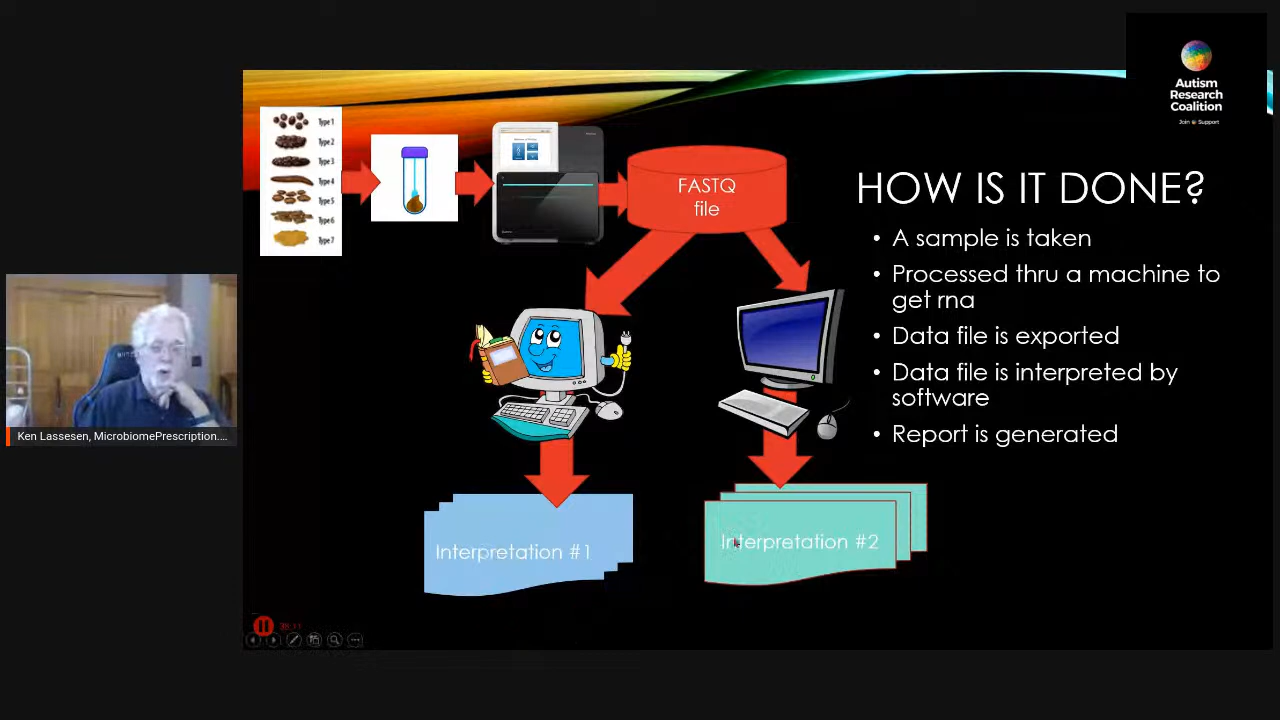 Autism
Research
Coalition
Join Support
Type 1
Type 2
Type 3
Type 4
Type 5
Type 6
Type 7
FASTQ
file
HOW IS IT DONE?
• A sample is taken
• Processed thru a machine to
get rna
• Data file is exported
• Data file is interpreted by
software
• Report is generated
Ken Lassesen, MicrobiomePrescription....
Interpretation #1
Interpretation #2